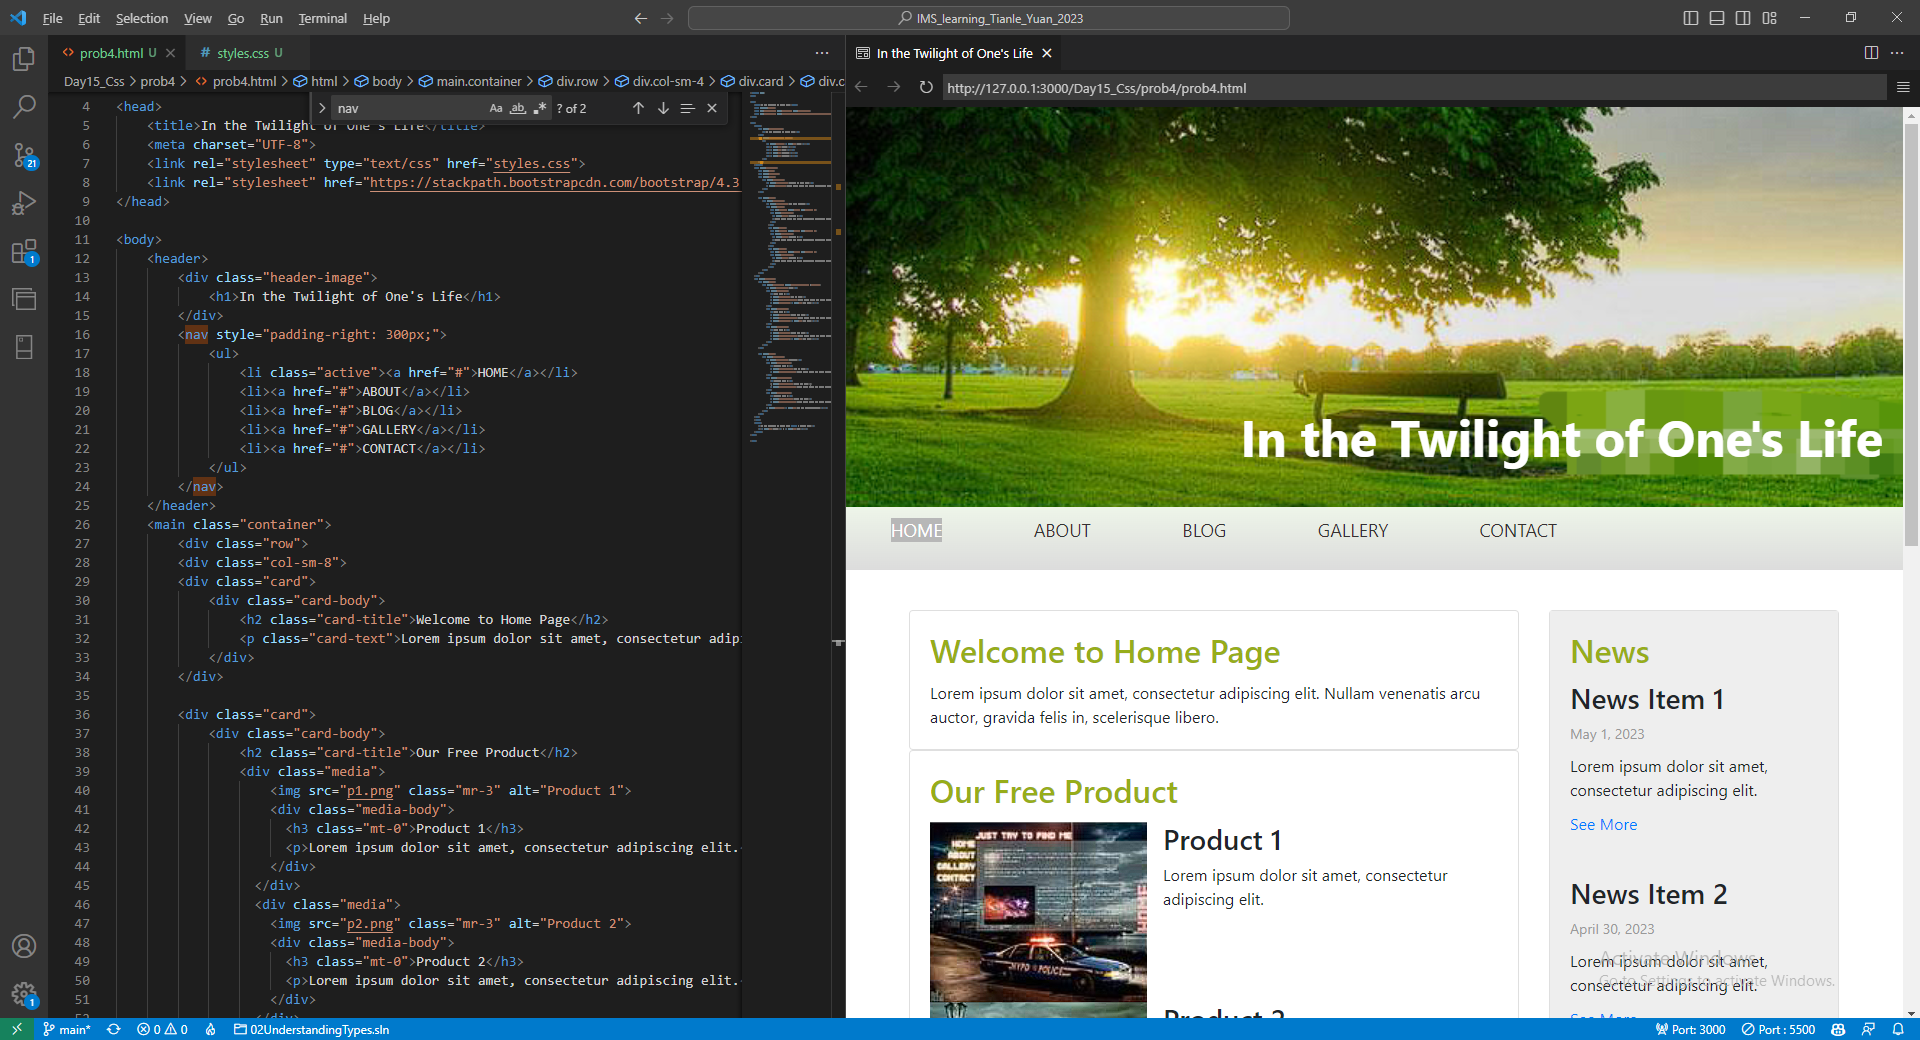 File Edit Selection View Go Run Terminal Help
IMS_learning_Tianle_Yuan_2023
prob4.html U
# styles.css U
In the Twilight of One's Life
Day15_Css > prob4 > prob4.html > html > body > main.container > div.row > div.col-sm-4 > div.card > div.c
http://127.0.0.1:3000/Day15_Css/prob4/prob4.html
nav
Aa ab
? of 2
4 <head>
5 <title>In the Twilight of One's Life</title>
6 <meta charset="UTF-8">
7 <link rel="stylesheet" type="text/css" href="styles.css">
8 <link rel="stylesheet" href="https://stackpath.bootstrapcdn.com/bootstrap/4.3
9 </head>
10
11 <body>
12 <header>
13 <div class="header-image">
14 <h1>In the Twilight of One's Life</h1>
15 </div>
16 <nav style="padding-right: 300px;">
17 <ul>
18 <li class="active"><a href="#">HOME</a></li>
19 <li><a href="#">ABOUT</a></li>
20 <li><a href="#">BLOG</a></li>
21 <li><a href="#">GALLERY</a></li>
22 <li><a href="#">CONTACT</a></li>
23 </ul>
24 </nav>
25 </header>
26 <main class="container">
27 <div class="row">
28 <div class="col-sm-8">
29 <div class="card">
30 <div class="card-body">
31 <h2 class="card-title">Welcome to Home Page</h2>
32 <p class="card-text">Lorem ipsum dolor sit amet, consectetur adip
33 </div>
34 </div>
35
36 <div class="card">
37 <div class="card-body">
38 <h2 class="card-title">Our Free Product</h2>
39 <div class="media">
40 <img src="p1.png" class="mr-3" alt="Product 1">
41 <div class="media-body">
42 <h3 class="mt-0">Product 1</h3>
43 <p>Lorem ipsum dolor sit amet, consectetur adipiscing elit.
44 </div>
45 </div>
46 <div class="media">
47 <img src="p2.png" class="mr-3" alt="Product 2">
48 <div class="media-body">
49 <h3 class="mt-0">Product 2</h3>
50 <p>Lorem ipsum dolor sit amet, consectetur adipiscing elit.
51 </div>
52 </div>
21
1
1
In the Twilight of One's Life
HOME ABOUT BLOG GALLERY CONTACT
Welcome to Home Page
Lorem ipsum dolor sit amet, consectetur adipiscing elit. Nullam venenatis arcu
auctor, gravida felis in, scelerisque libero.
Our Free Product
JUST TRY TO FIND ME
HOME
ABOUT
GALLERY
CONTACT
NYPD POLICE
Product 1
Lorem ipsum dolor sit amet, consectetur
adipiscing elit.
Product 2
News
News Item 1
May 1, 2023
Lorem ipsum dolor sit amet,
consectetur adipiscing elit.
See More
News Item 2
April 30, 2023
Lorem ipsum dolor sit amet,
consectetur adipiscing elit.
See More
Activate Windows
Go to Settings to activate Windows.
main* 0 0 02UnderstandingTypes.sln
Port: 3000 Port : 5500